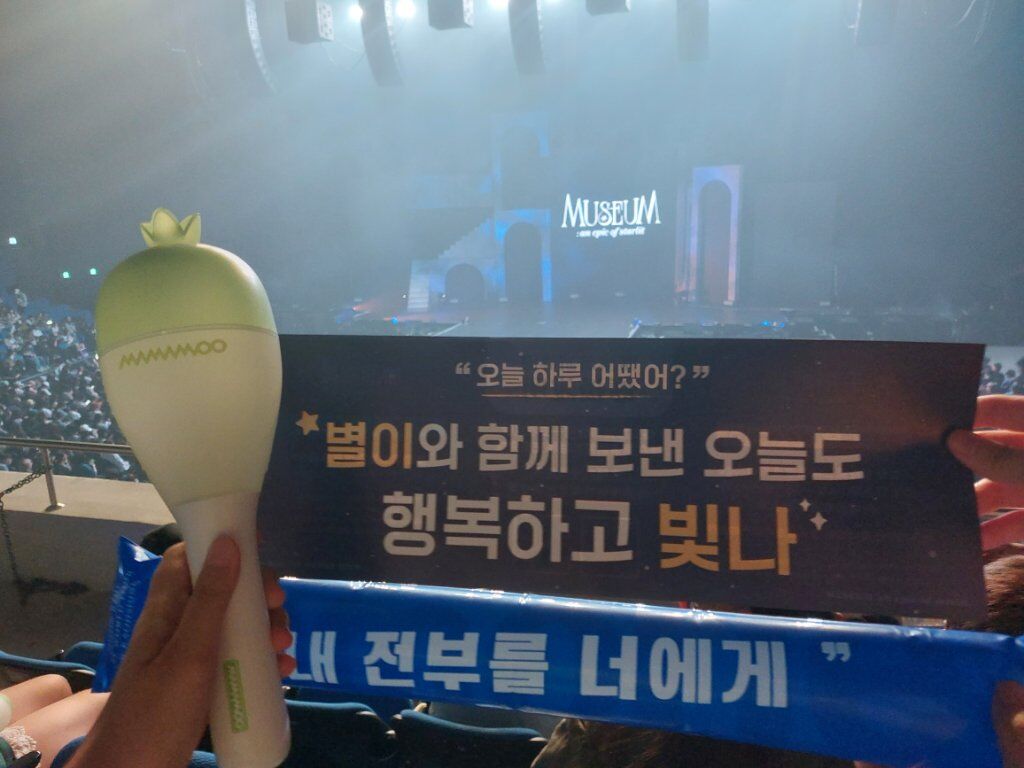 MUSEUM
: an epic of starlit
MAMAMOO
“ 오늘 하루 어땠어? ”
별이와 함께 보낸 오늘도
행복하고 빛나
내 전부를 너에게 ”